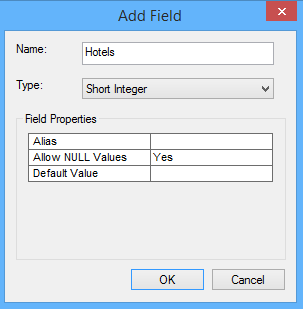 Add Field
Name: Hotels
Type: Short Integer
Field Properties
Alias
Allow NULL Values Yes
Default Value
OK Cancel